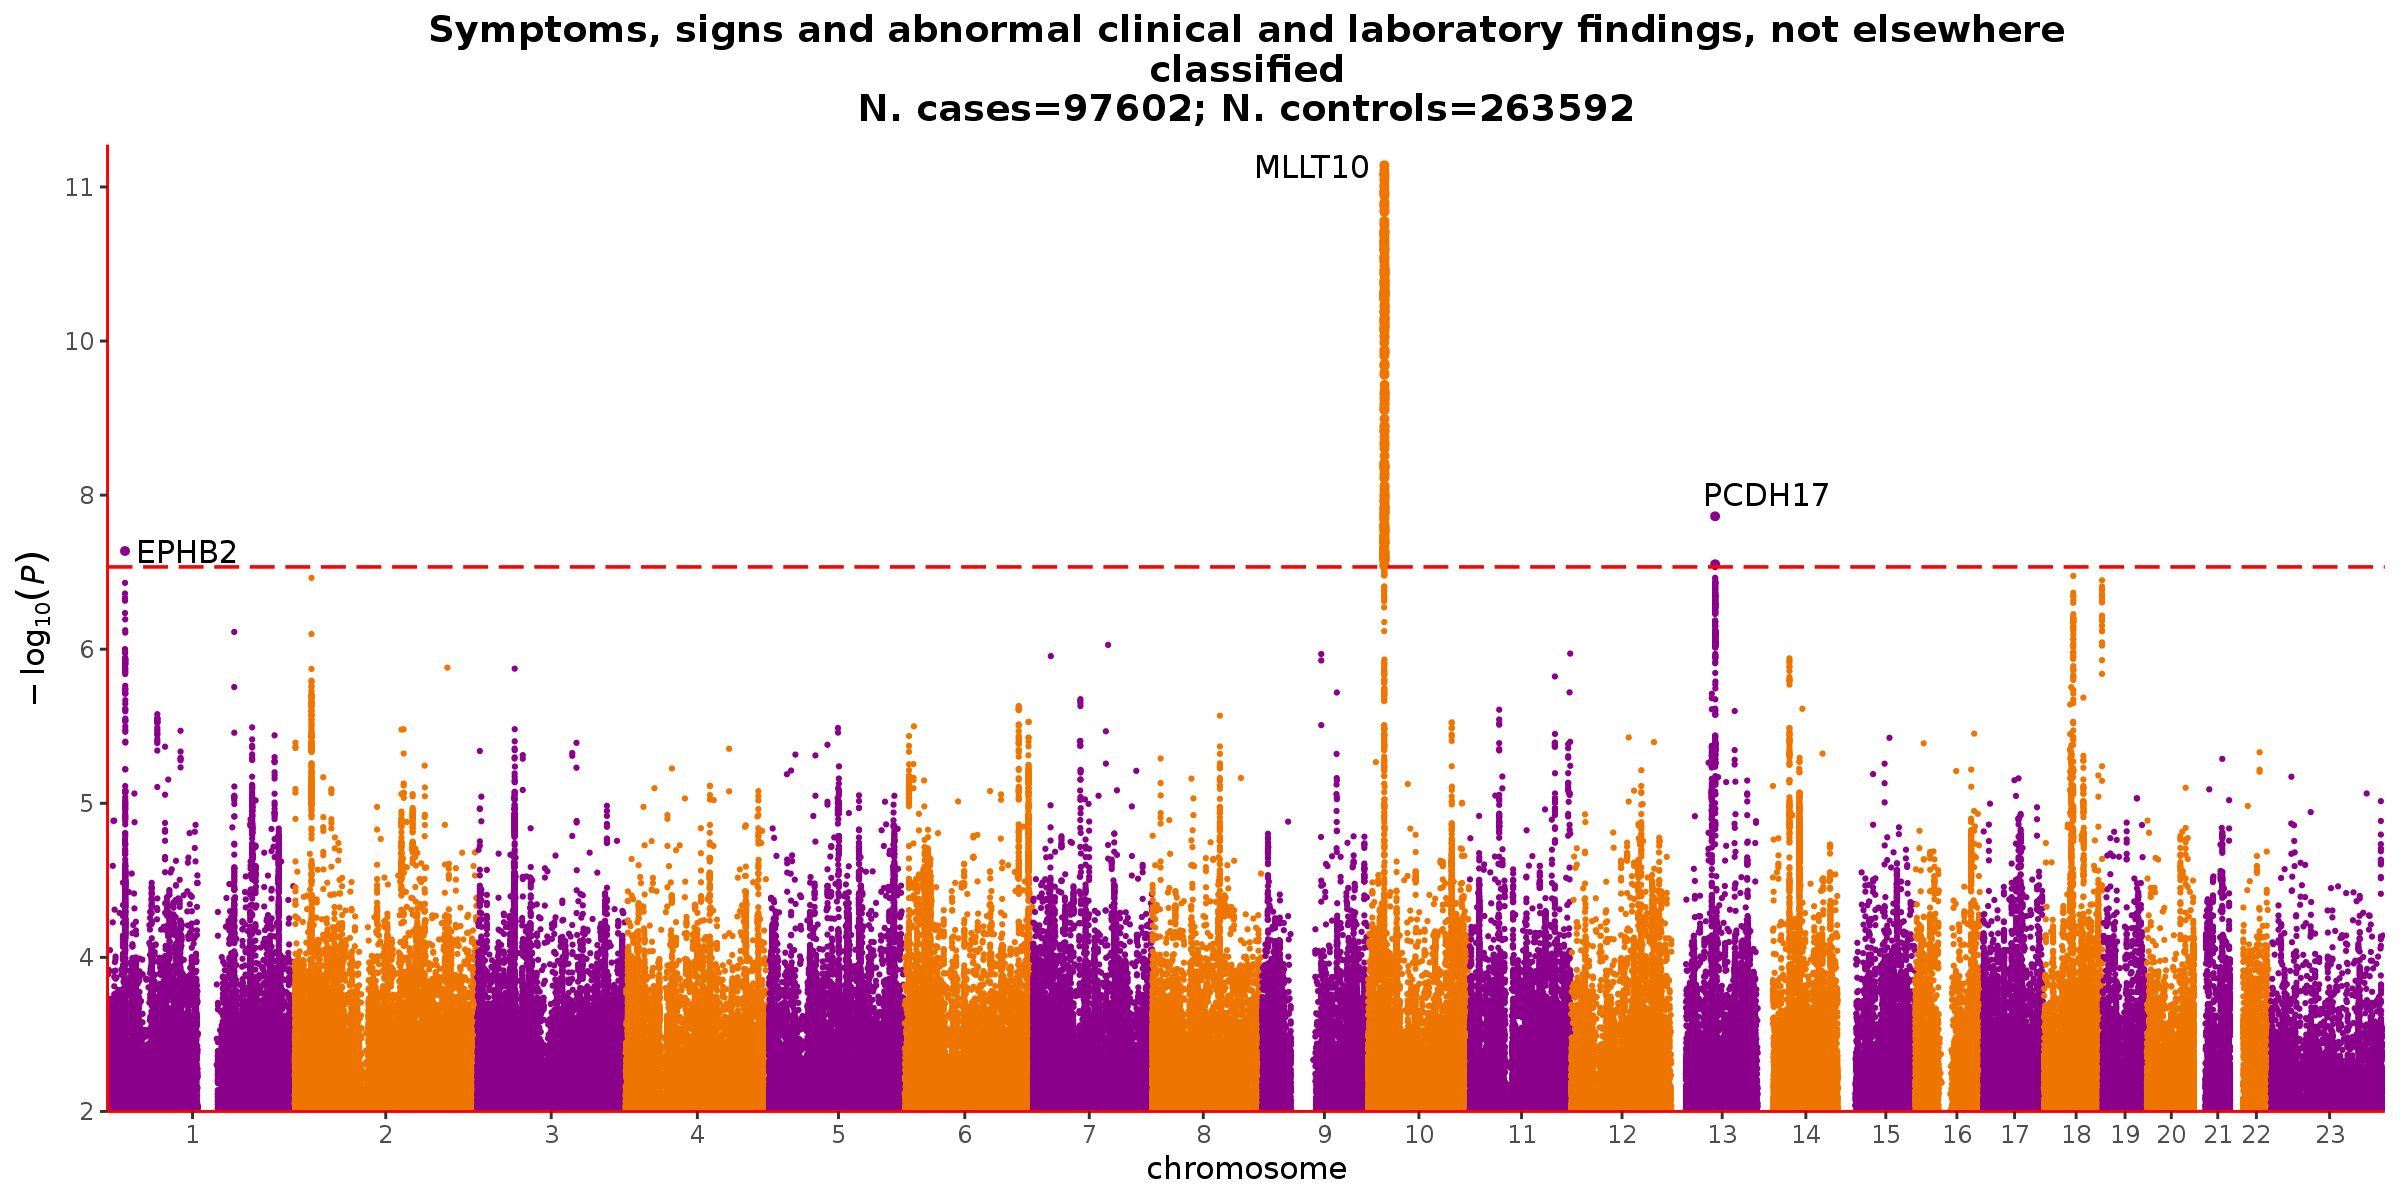 Symptoms, signs and abnormal clinical and laboratory findings, not elsewhere
classified
N. cases=97602; N. controls=263592
11
10
8
6
5
4
2
− log10(P)
MLLT10
PCDH17
EPHB2
1 2 3 4 5 6 7 8 9 10 11 12 13 14 15 16 17 18 19 20 21 22 23
chromosome